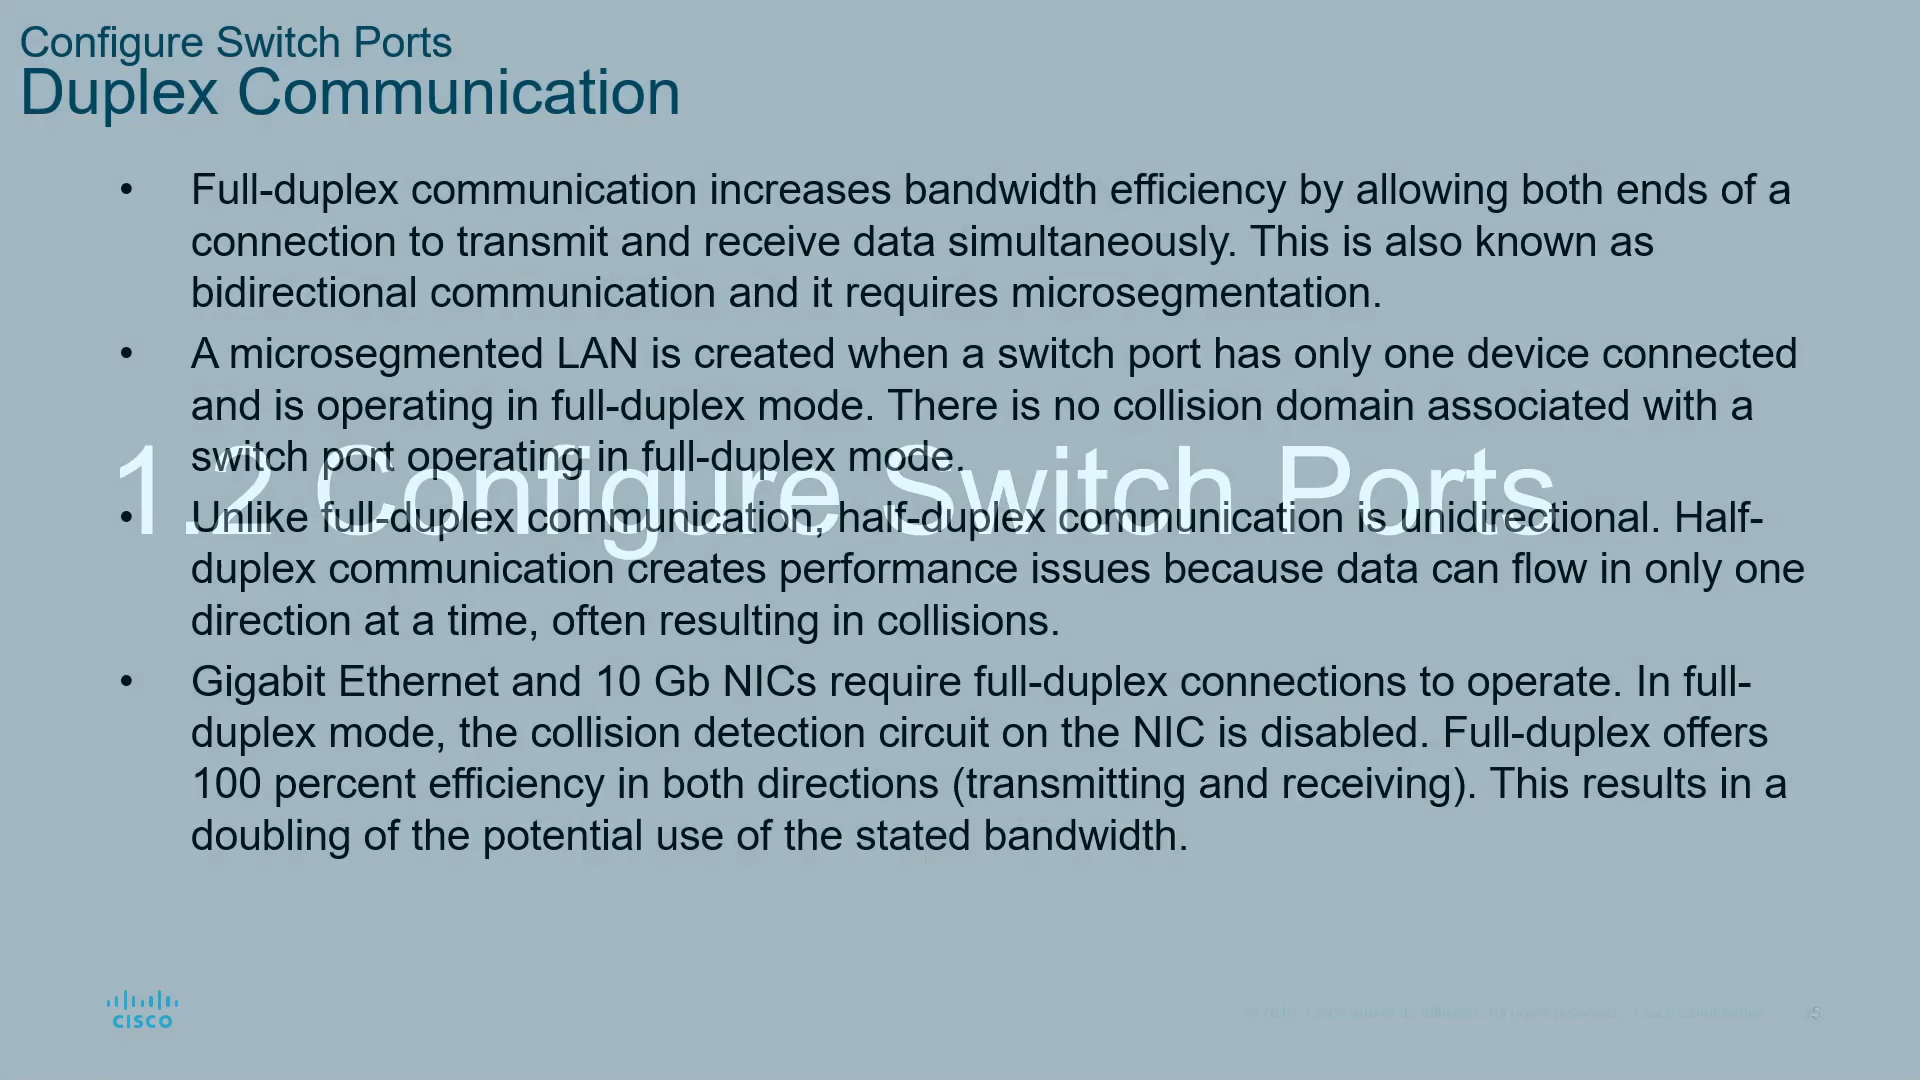 Configure Switch Ports
Duplex Communication
• Full-duplex communication increases bandwidth efficiency by allowing both ends of a
connection to transmit and receive data simultaneously. This is also known as
bidirectional communication and it requires microsegmentation.
• A microsegmented LAN is created when a switch port has only one device connected
and is operating in full-duplex mode. There is no collision domain associated with a
switch port operating in full-duplex mode.
1.2 Configure Switch Ports
• Unlike full-duplex communication, half-duplex communication is unidirectional. Half-
duplex communication creates performance issues because data can flow in only one
direction at a time, often resulting in collisions.
• Gigabit Ethernet and 10 Gb NICs require full-duplex connections to operate. In full-
duplex mode, the collision detection circuit on the NIC is disabled. Full-duplex offers
100 percent efficiency in both directions (transmitting and receiving). This results in a
doubling of the potential use of the stated bandwidth.
CISCO
5